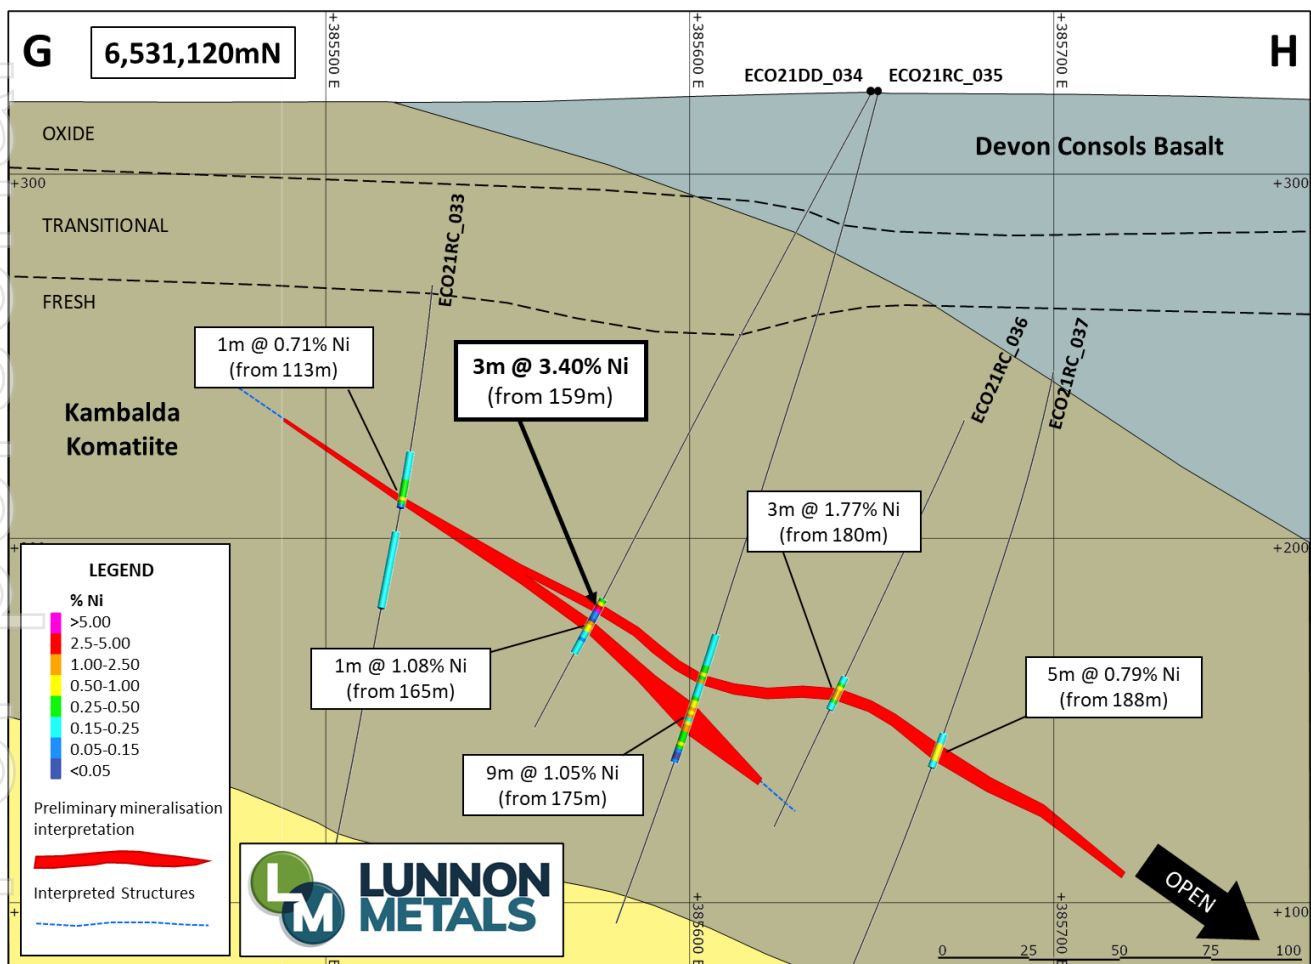 G
6,531,120mN
+385500 E
+385600 E
+385700 E
H
ECO21DD_034
ECO21RC_035
OXIDE
Devon Consols Basalt
+300
+300
TRANSITIONAL
ECO21RC_033
FRESH
1m @ 0.71% Ni
(from 113m)
3m @ 3.40% Ni
(from 159m)
ECO21RC_036
ECO21RC_037
Kambalda
Komatiite
3m @ 1.77% Ni
(from 180m)
+200
1m @ 1.08% Ni
(from 165m)
5m @ 0.79% Ni
(from 188m)
9m @ 1.05% Ni
(from 175m)
LEGEND
% Ni
>5.00
2.5-5.00
1.00-2.50
0.50-1.00
0.25-0.50
0.15-0.25
0.05-0.15
<0.05
Preliminary mineralisation
interpretation
Interpreted Structures
LM
LUNNON
METALS
+385600 E
+385700 E
OPEN
+100
0 25 50 75 100